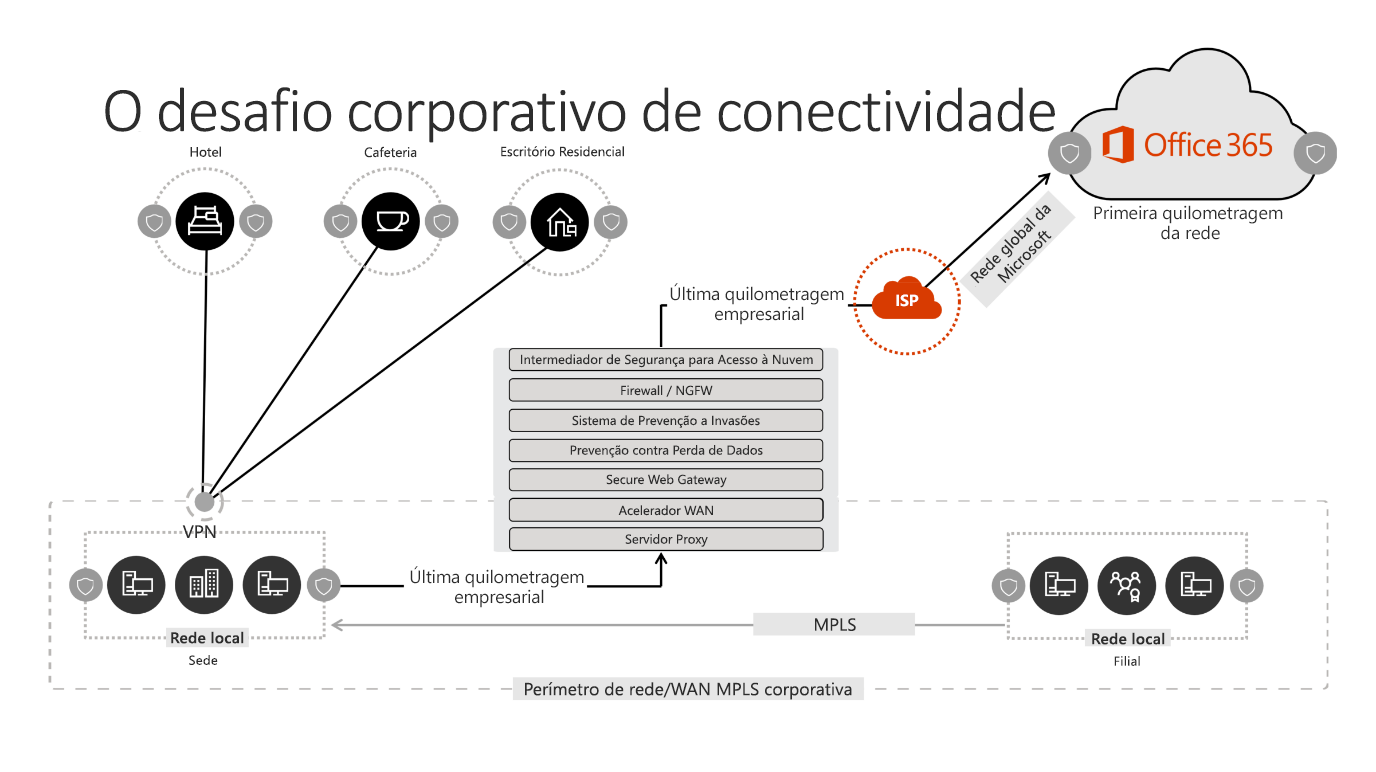 O desafio corporativo de conectividade
Office 365
Hotel
Cafeteria
Escritório Residencial
Primeira quilometragem
da rede
Rede global da
Microsoft
ISP
Última quilometragem
empresarial
Intermediador de Segurança para Acesso à Nuvem
Firewall / NGFW
Sistema de Prevenção a Invasões
Prevenção contra Perda de Dados
Secure Web Gateway
Acelerador WAN
Servidor Proxy
VPN
Última quilometragem
empresarial
MPLS
Rede local
Sede
Rede local
Filial
Perímetro de rede/WAN MPLS corporativa